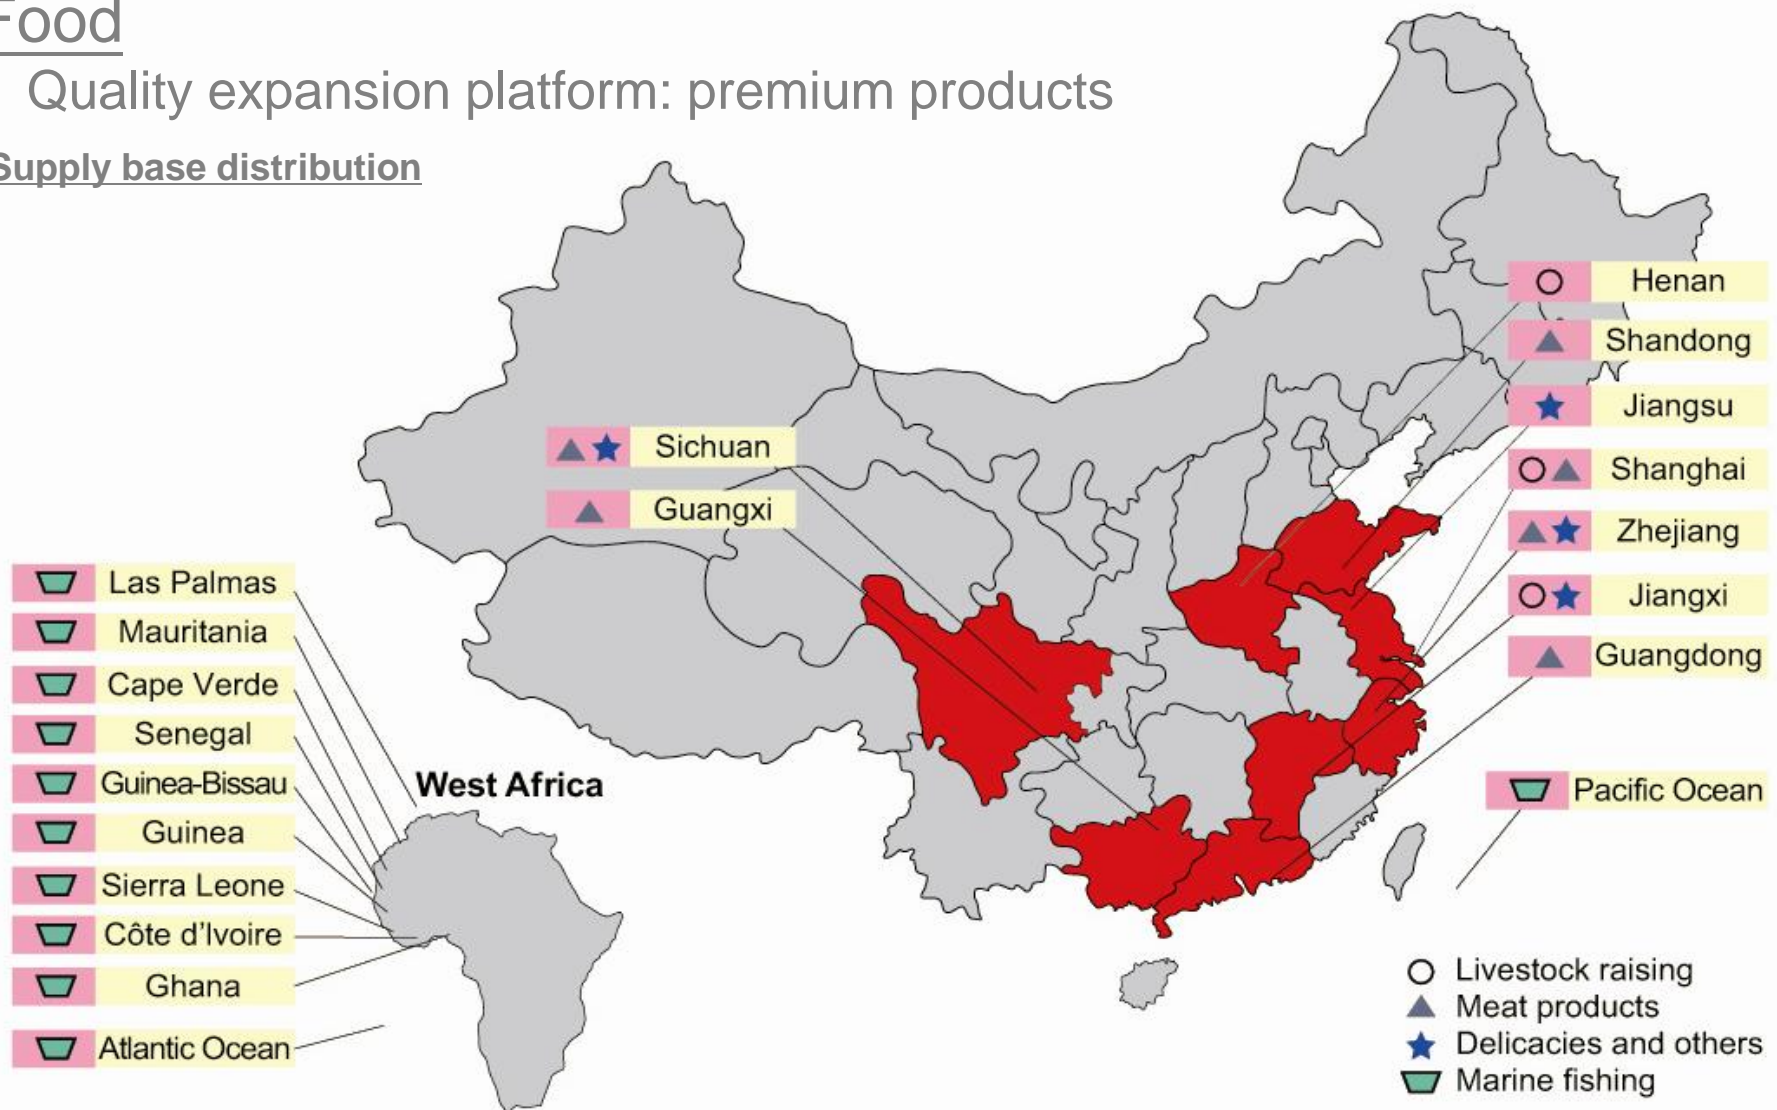 Food
Quality expansion platform: premium products
Supply base distribution
Henan
Shandong
Jiangsu
Shanghai
Zhejiang
Jiangxi
Guangdong
Sichuan
Guangxi
Las Palmas
Mauritania
Cape Verde
Senegal
Guinea-Bissau
Guinea
Sierra Leone
Côte d'Ivoire
Ghana
Atlantic Ocean
West Africa
Pacific Ocean
Livestock raising
Meat products
Delicacies and others
Marine fishing